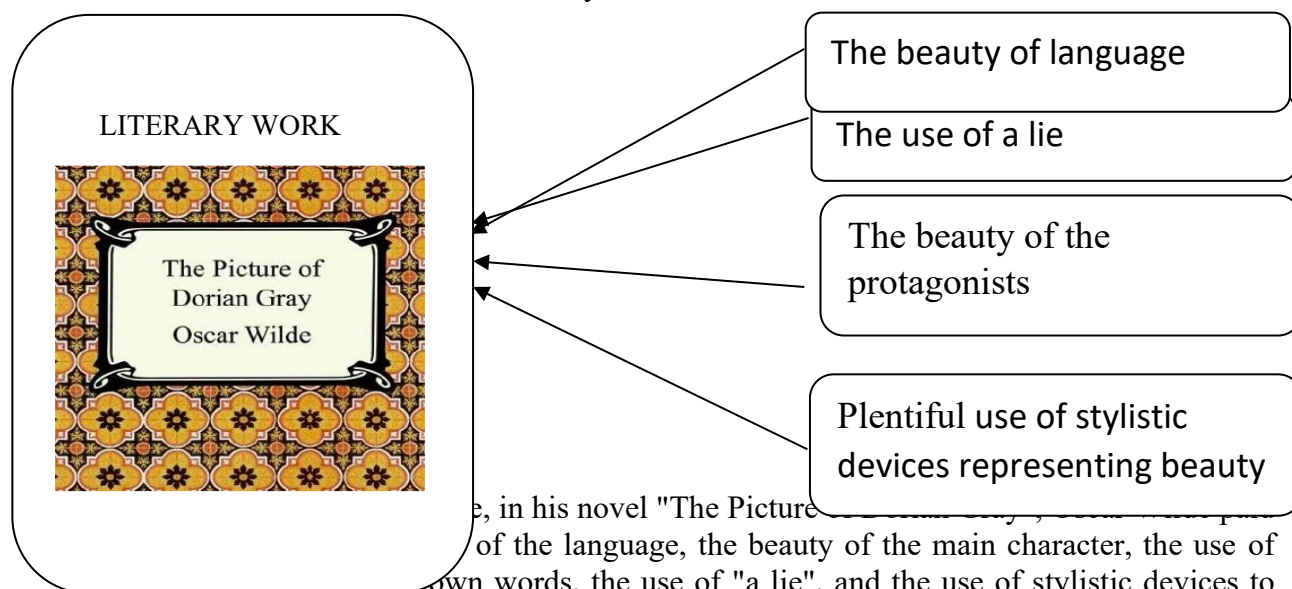 LITERARY WORK
The Picture of
Dorian Gray
Oscar Wilde
The beauty of language
The use of a lie
The beauty of the
protagonists
Plentiful use of stylistic
devices representing beauty
in his novel "The Picture
of the language, the beauty of the main character, the use of
own words, the use of "a lie", and the use of stylistic devices to